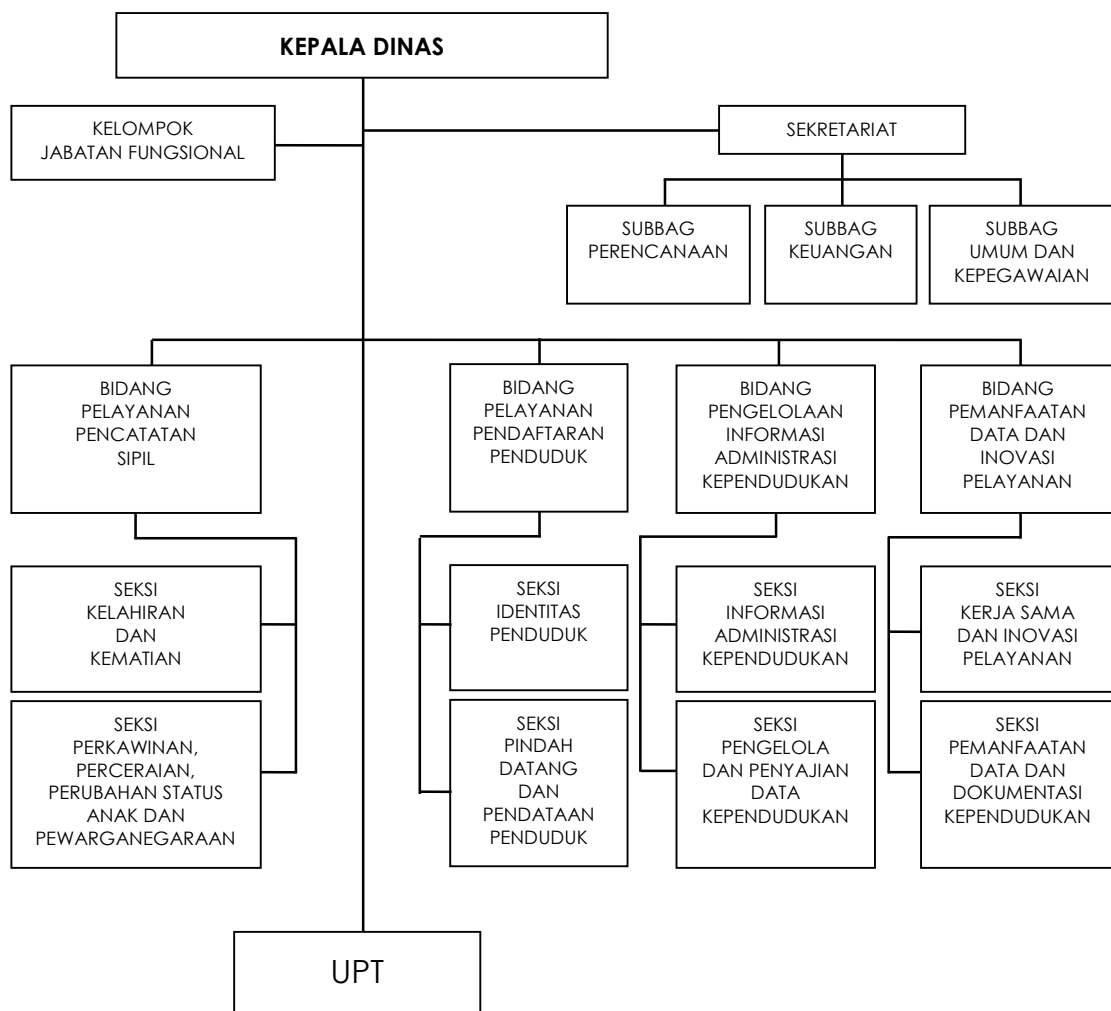 KEPALA DINAS
KELOMPOK
JABATAN FUNGSIONAL
SEKRETARIAT
SUBBAG
PERENCANAAN
SUBBAG
KEUANGAN
SUBBAG
UMUM DAN
KEPEGAWAIAN
BIDANG
PELAYANAN
PENCATATAN
SIPIL
BIDANG
PELAYANAN
PENDAFTARAN
PENDUDUK
BIDANG
PENGELOLAAN
INFORMASI
ADMINISTRASI
KEPENDUDUKAN
BIDANG
PEMANFAATAN
DATA DAN
INOVASI
PELAYANAN
SEKSI
KELAHIRAN
DAN
KEMATIAN
SEKSI
IDENTITAS
PENDUDUK
SEKSI
INFORMASI
ADMINISTRASI
KEPENDUDUKAN
SEKSI
KERJA SAMA
DAN INOVASI
PELAYANAN
SEKSI
PERKAWINAN,
PERCERAIAN,
PERUBAHAN STATUS
ANAK DAN
PEWARGANEGARAAN
SEKSI
PINDAH
DATANG
DAN
PENDATAAN
PENDUDUK
SEKSI
PENGELOLA
DAN PENYAJIAN
DATA
KEPENDUDUKAN
SEKSI
PEMANFAATAN
DATA DAN
DOKUMENTASI
KEPENDUDUKAN
UPT